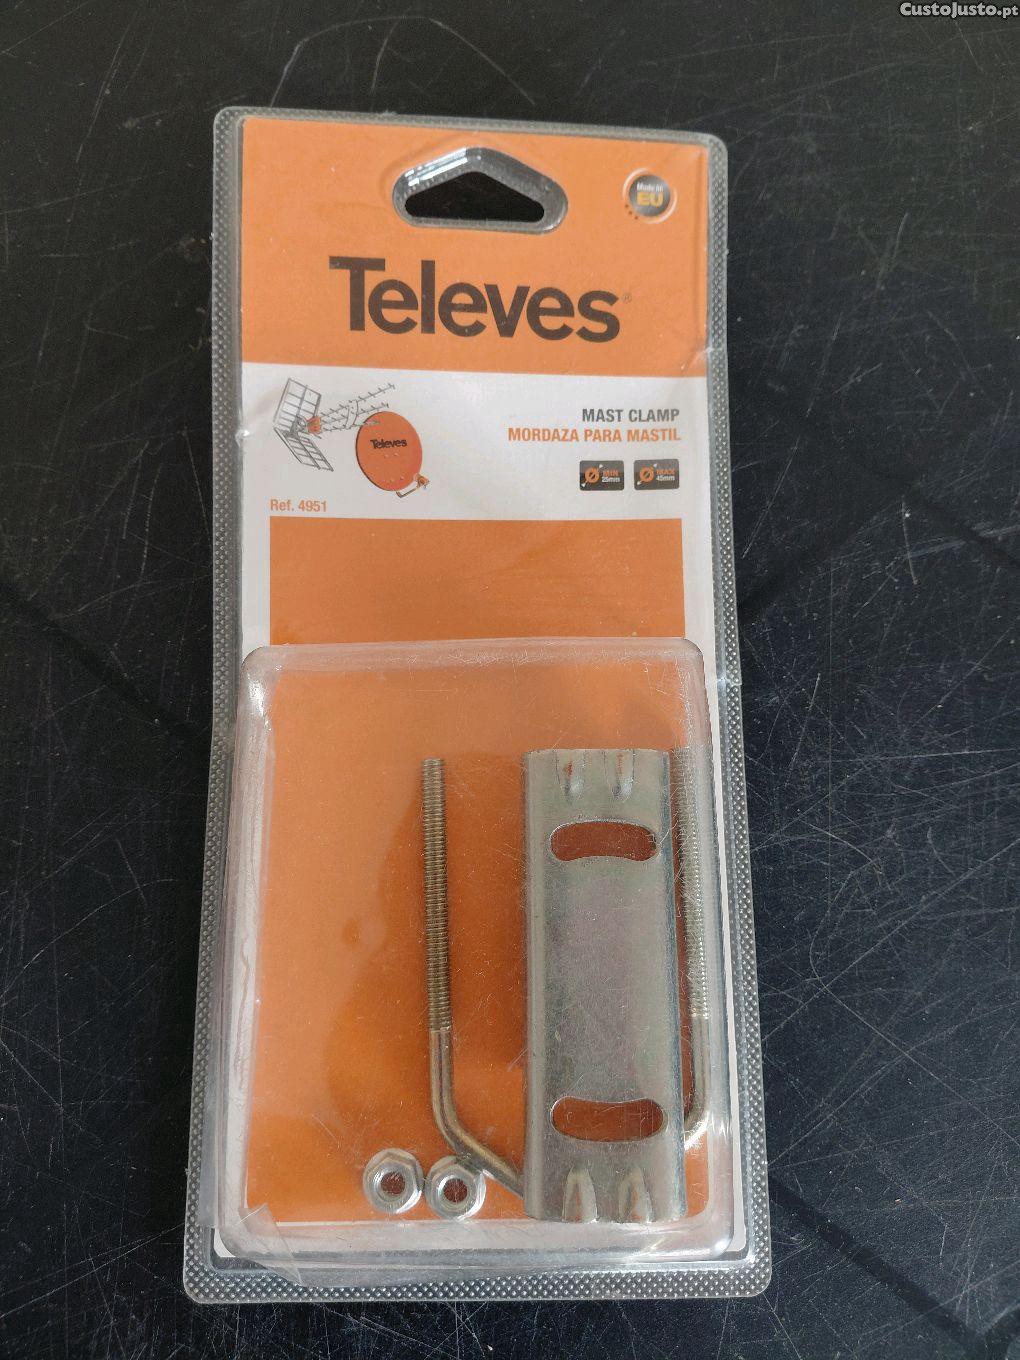 CustoJusto.pt
Made in
EU
Televes®
Televes
MAST CLAMP
MORDAZA PARA MASTIL
Ø MIN 25mm
Ø MAX 45mm
Ref. 4951